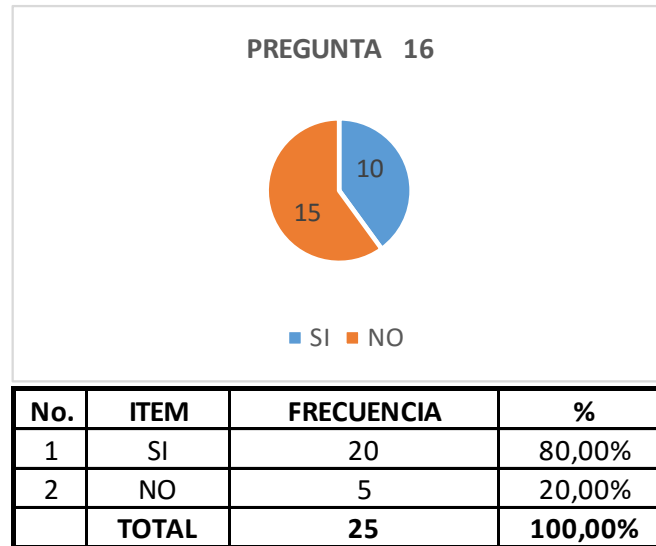 PREGUNTA 16
10
15
SI NO
No. ITEM FRECUENCIA %
1 SI 20 80,00%
2 NO 5 20,00%
TOTAL 25 100,00%